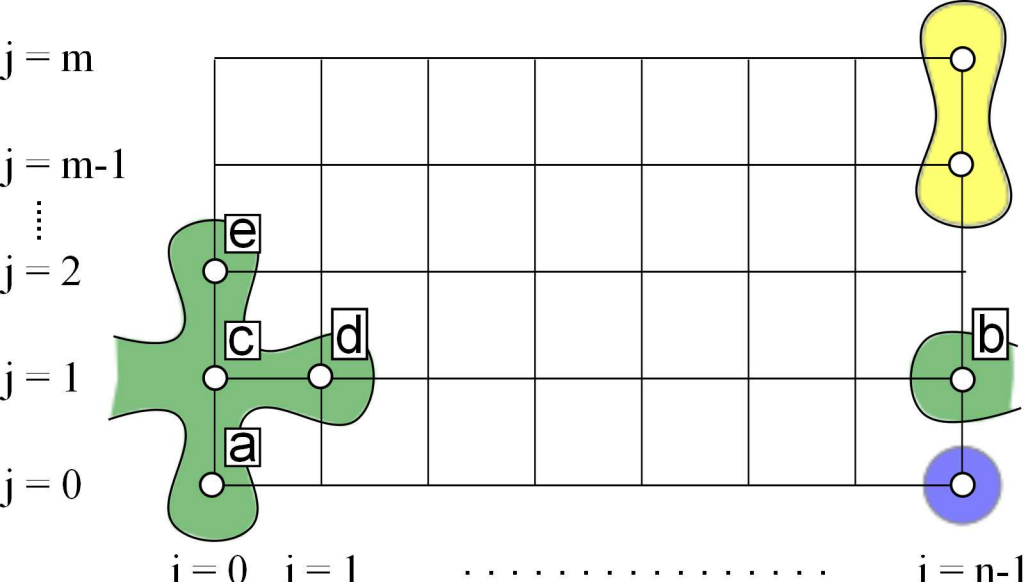 j = m
j = m-1
e
j = 2
c d b
j = 1
a
j = 0
i = 0 i = 1 . . . . . . . . . . . . . . . . i = n-1